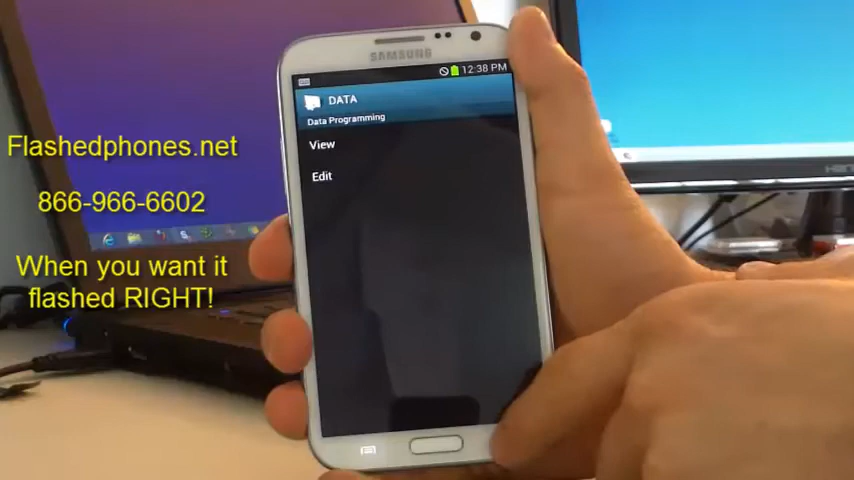 SAMSUNG
12:38 PM
DATA
Data Programming
View
Edit
Flashedphones.net
866-966-6602
When you want it
flashed RIGHT!